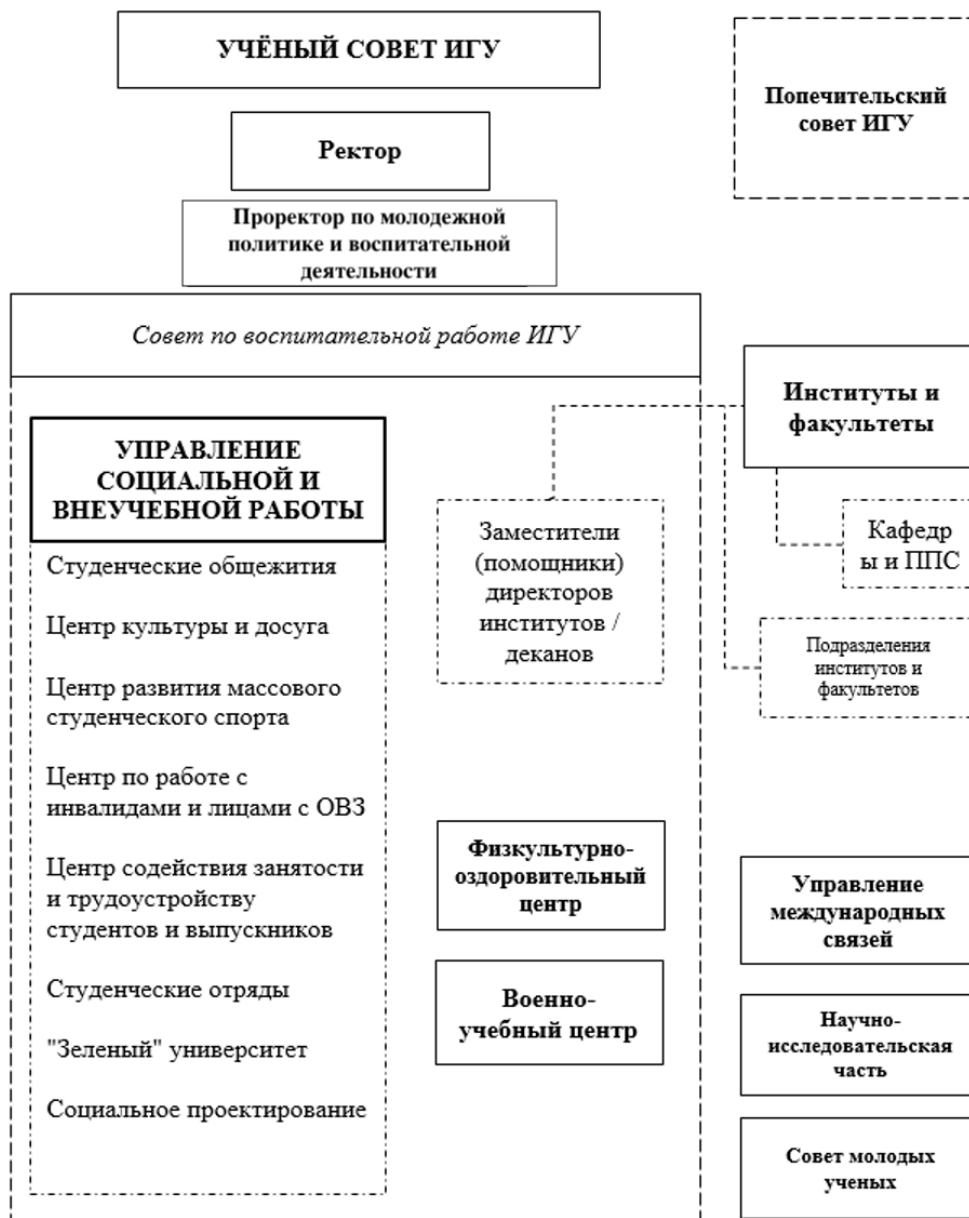 УЧЁНЫЙ СОВЕТ ИГУ
Попечительский
совет ИГУ
Ректор
Проректор по молодежной
политике и воспитательной
деятельности
Совет по воспитательной работе ИГУ
Институты и
факультеты
УПРАВЛЕНИЕ
СОЦИАЛЬНОЙ И
ВНЕУЧЕБНОЙ РАБОТЫ
Студенческие общежития
Центр культуры и досуга
Центр развития массового
студенческого спорта
Центр по работе с
инвалидами и лицами с ОВЗ
Центр содействия занятости
и трудоустройству
студентов и выпускников
Студенческие отряды
"Зеленый" университет
Социальное проектирование
Заместители
(помощники)
директоров
институтов /
деканов
Кафедр
ы и ППС
Подразделения
институтов и
факультетов
Физкультурно-
оздоровительный
центр
Военно-
учебный центр
Управление
международных
связей
Научно-
исследовательская
часть
Совет молодых
ученых